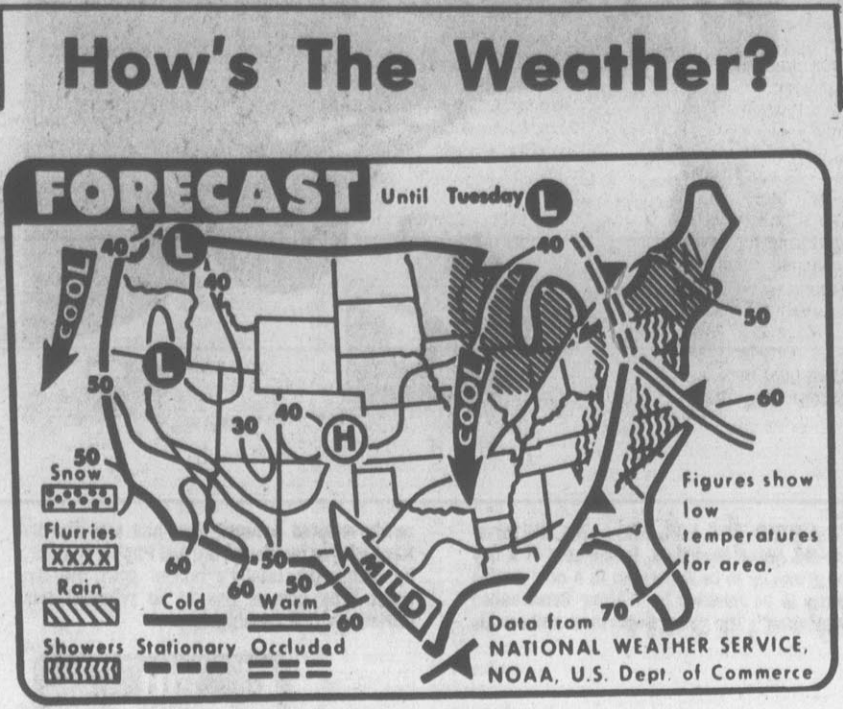 How's The Weather?
FORECAST Until Tuesday L
40
40 L
COOL
40
50
COOL
L
50
60
30 40 H
50
Snow
Figures show
low
temperatures
for area.
Flurries
XXXX
60
60
50
50
MILD
60
Rain
Cold Warm
70
Showers Stationary Occluded
Data from
NATIONAL WEATHER SERVICE,
NOAA, U.S. Dept. of Commerce